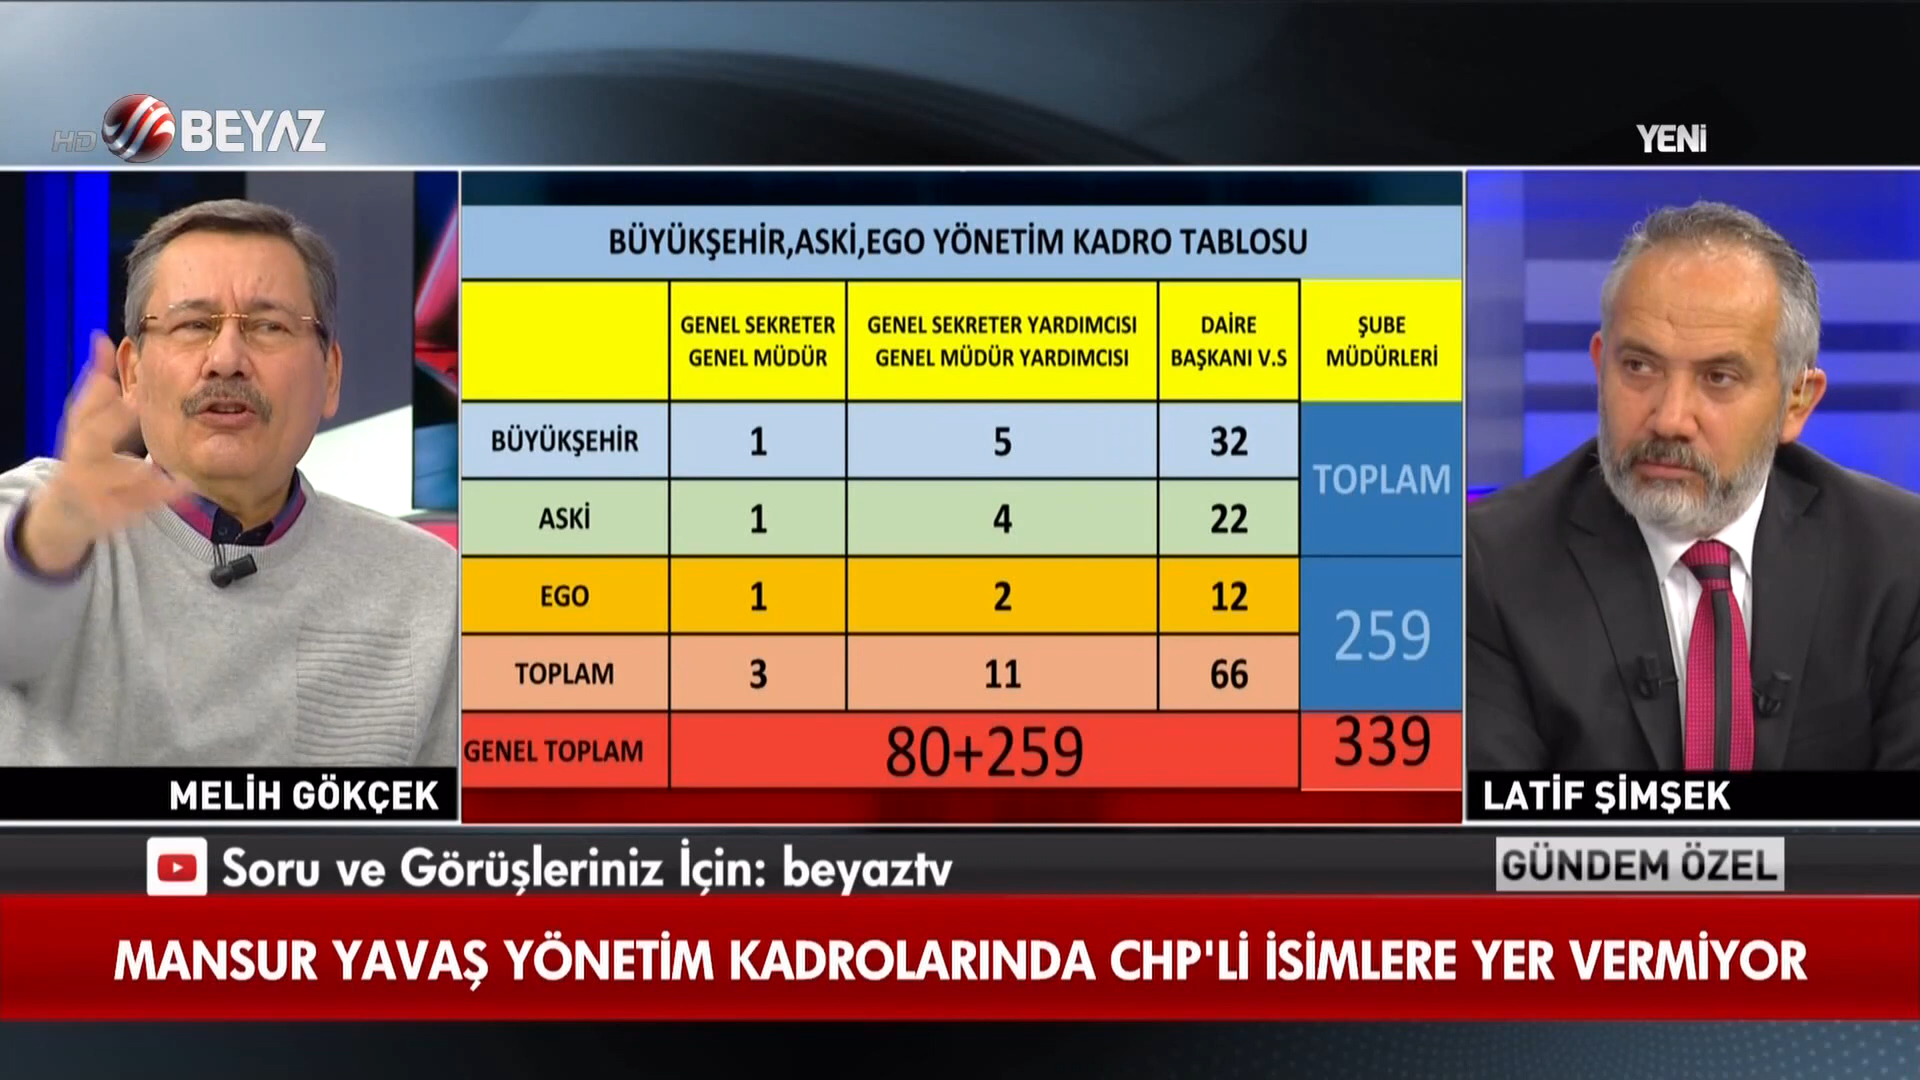 HD BEYAZ
YENİ
BÜYÜKŞEHİR,ASKİ,EGO YÖNETİM KADRO TABLOSU
GENEL SEKRETER
GENEL MÜDÜR
GENEL SEKRETER YARDIMCISI
GENEL MÜDÜR YARDIMCISI
DAİRE
BAŞKANI V.S
ŞUBE
MÜDÜRLERİ
BÜYÜKŞEHİR 1 5 32
TOPLAM
ASKİ 1 4 22
EGO 1 2 12
259
TOPLAM 3 11 66
GENEL TOPLAM 80+259 339
MELİH GÖKÇEK
LATİF ŞİMŞEK
Soru ve Görüşleriniz İçin: beyaztv
GÜNDEM ÖZEL
MANSUR YAVAŞ YÖNETİM KADROLARINDA CHP'Lİ İSİMLERE YER VERMİYOR